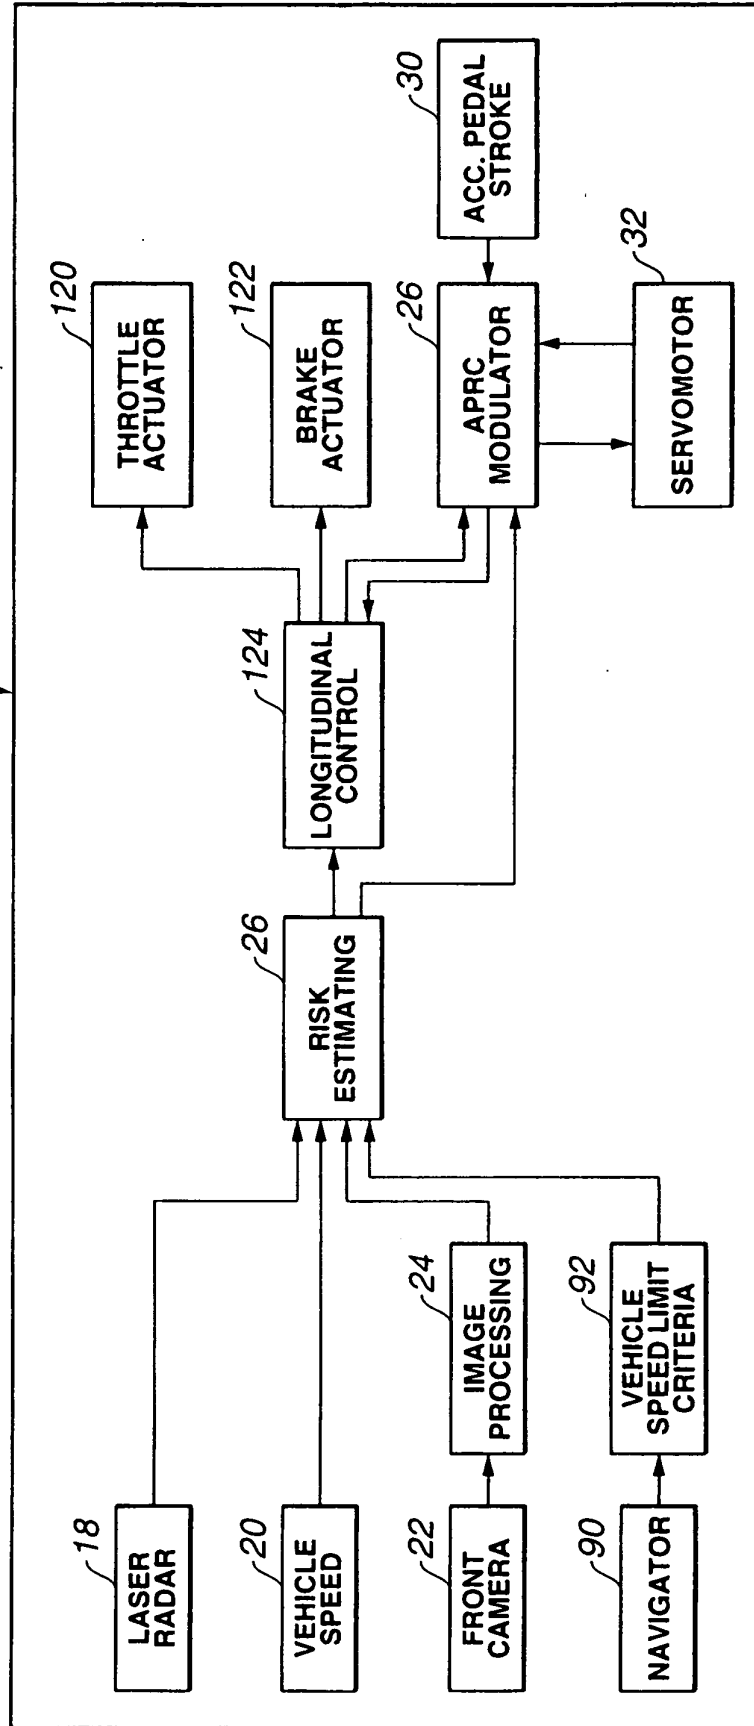 18
LASER
RADAR
20
VEHICLE
SPEED
22
FRONT
CAMERA
24
IMAGE
PROCESSING
90
NAVIGATOR
92
VEHICLE
SPEED LIMIT
CRITERIA
26
RISK
ESTIMATING
124
LONGITUDINAL
CONTROL
120
THROTTLE
ACTUATOR
122
BRAKE
ACTUATOR
26
APRC
MODULATOR
30
ACC. PEDAL
STROKE
32
SERVOMOTOR